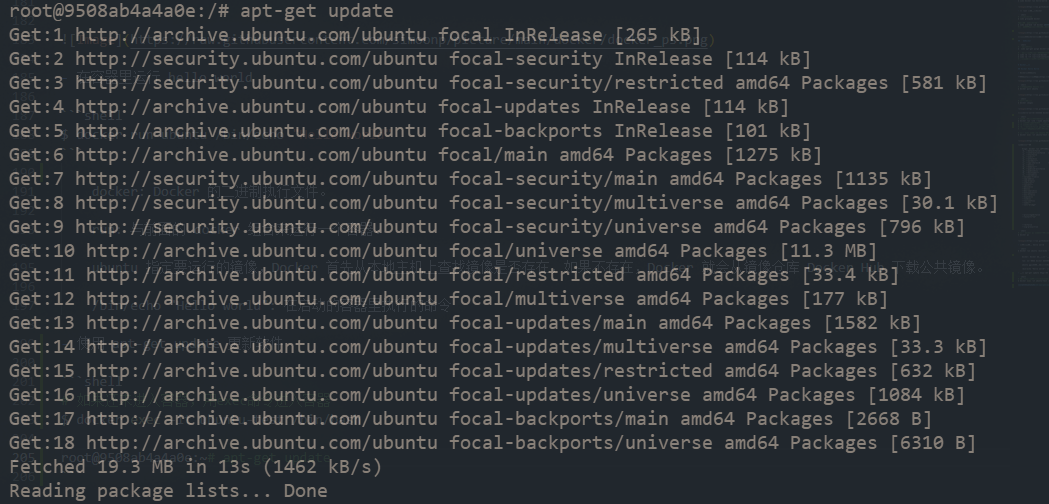 root@9508ab4a4a0e:/# apt-get update
Get:1 http://archive.ubuntu.com/ubuntu focal InRelease [265 kB]
Get:2 http://security.ubuntu.com/ubuntu focal-security InRelease [114 kB]
Get:3 http://security.ubuntu.com/ubuntu focal-security/restricted amd64 Packages [581 kB]
Get:4 http://archive.ubuntu.com/ubuntu focal-updates InRelease [114 kB]
Get:5 http://archive.ubuntu.com/ubuntu focal-backports InRelease [101 kB]
Get:6 http://archive.ubuntu.com/ubuntu focal/main amd64 Packages [1275 kB]
Get:7 http://security.ubuntu.com/ubuntu focal-security/main amd64 Packages [1135 kB]
Get:8 http://security.ubuntu.com/ubuntu focal-security/multiverse amd64 Packages [30.1 kB]
Get:9 http://security.ubuntu.com/ubuntu focal-security/universe amd64 Packages [796 kB]
Get:10 http://archive.ubuntu.com/ubuntu focal/universe amd64 Packages [11.3 MB]
Get:11 http://archive.ubuntu.com/ubuntu focal/restricted amd64 Packages [33.4 kB]
Get:12 http://archive.ubuntu.com/ubuntu focal/multiverse amd64 Packages [177 kB]
Get:13 http://archive.ubuntu.com/ubuntu focal-updates/main amd64 Packages [1582 kB]
Get:14 http://archive.ubuntu.com/ubuntu focal-updates/multiverse amd64 Packages [33.3 kB]
Get:15 http://archive.ubuntu.com/ubuntu focal-updates/restricted amd64 Packages [632 kB]
Get:16 http://archive.ubuntu.com/ubuntu focal-updates/universe amd64 Packages [1084 kB]
Get:17 http://archive.ubuntu.com/ubuntu focal-backports/main amd64 Packages [2668 B]
Get:18 http://archive.ubuntu.com/ubuntu focal-backports/universe amd64 Packages [6310 B]
Fetched 19.3 MB in 13s (1462 kB/s)
Reading package lists... Done